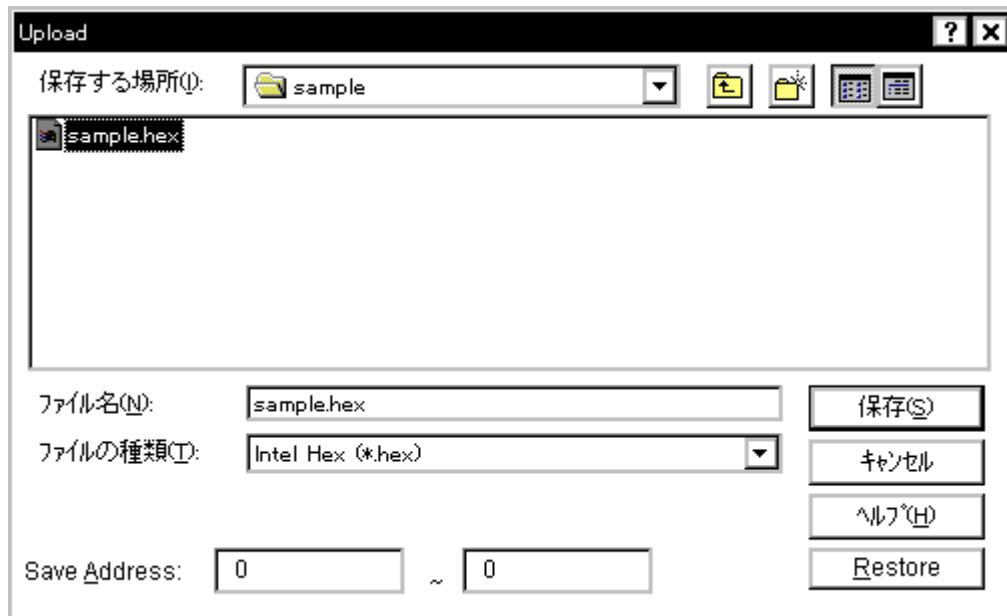 Upload
保存する場所(I):
sample
sample.hex
ファイル名(N):
sample.hex
保存(S)
ファイルの種類(T):
Intel Hex (*.hex)
キャンセル
ヘルプ(H)
Save Address:
0
~
0
Restore